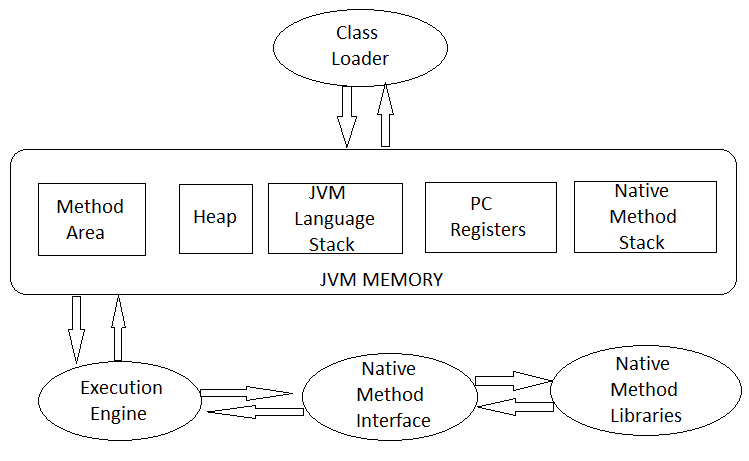 Class
Loader
Method
Area
Heap
JVM
Language
Stack
PC
Registers
Native
Method
Stack
JVM MEMORY
Execution
Engine
Native
Method
Interface
Native
Method
Libraries